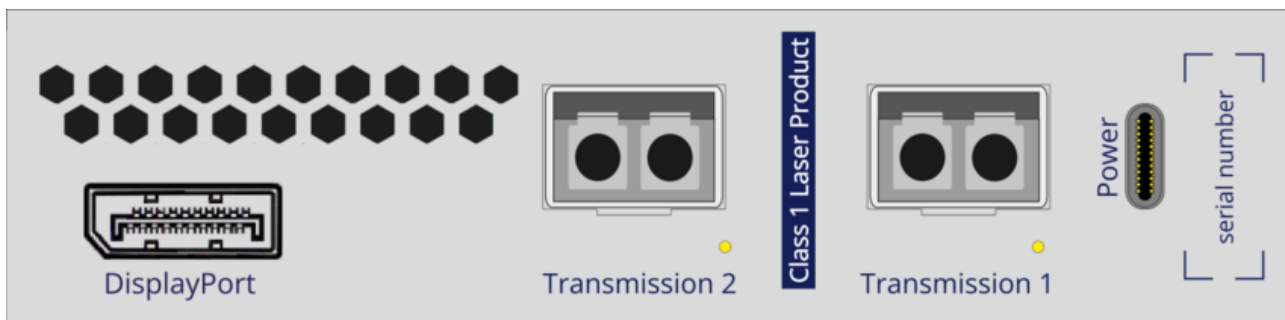 DisplayPort
Transmission 2
Class 1 Laser Product
Transmission 1
Power
serial number